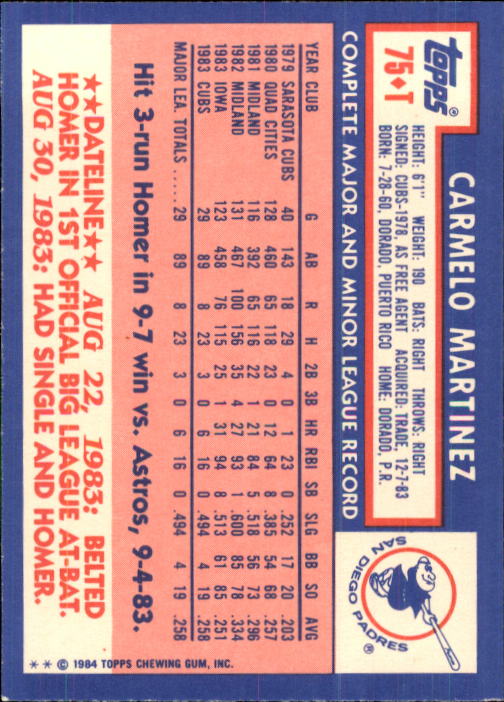 topps®
75♦T
CARMELO MARTINEZ
HEIGHT: 6'1" WEIGHT: 190 BATS: RIGHT THROWS: RIGHT
SIGNED: CUBS-1978, AS FREE AGENT ACQUIRED: TRADE, 12-7-83
BORN: 7-28-60, DORADO, PUERTO RICO HOME: DORADO, P.R.
SAN DIEGO PADRES®
COMPLETE MAJOR AND MINOR LEAGUE RECORD
YEAR CLUB G AB R H 2B 3B HR RBI SB SLG BB SO AVG
1979 SARASOTA CUBS 40 143 18 29 4 0 1 23 0 .252 17 20 .203
1980 QUAD CITIES 128 460 65 118 23 0 12 64 8 .385 54 68 .257
1981 MIDLAND 116 392 65 116 22 1 21 84 5 .518 56 73 .296
1982 MIDLAND 131 467 100 156 35 4 27 93 1 .600 85 78 .334
1983 IOWA 123 458 76 115 25 1 31 94 8 .513 61 85 .251
1983 CUBS 29 89 8 23 3 0 6 16 0 .494 4 19 .258
MAJOR LEA. TOTALS ..... 29 89 8 23 3 0 6 16 0 .494 4 19 .258
Hit 3-run Homer in 9-7 win vs. Astros, 9-4-83.
★★DATELINE★★ AUG 22, 1983: BELTED
HOMER IN 1ST OFFICIAL BIG LEAGUE AT-BAT.
AUG 30, 1983: HAD SINGLE AND HOMER.
** © 1984 TOPPS CHEWING GUM, INC.